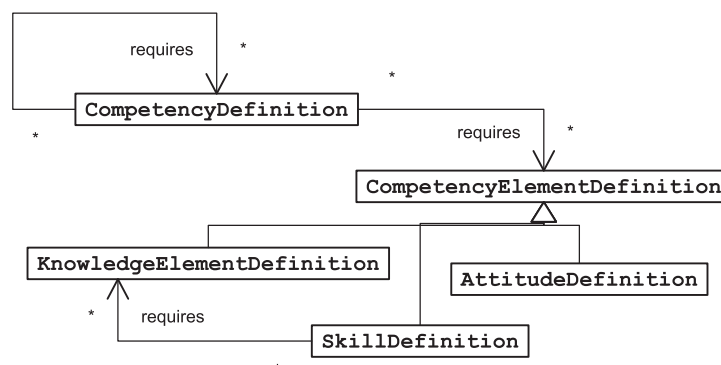 requires *
*
CompetencyDefinition
*
requires *
CompetencyElementDefinition
KnowledgeElementDefinition
AttitudeDefinition
* requires
SkillDefinition